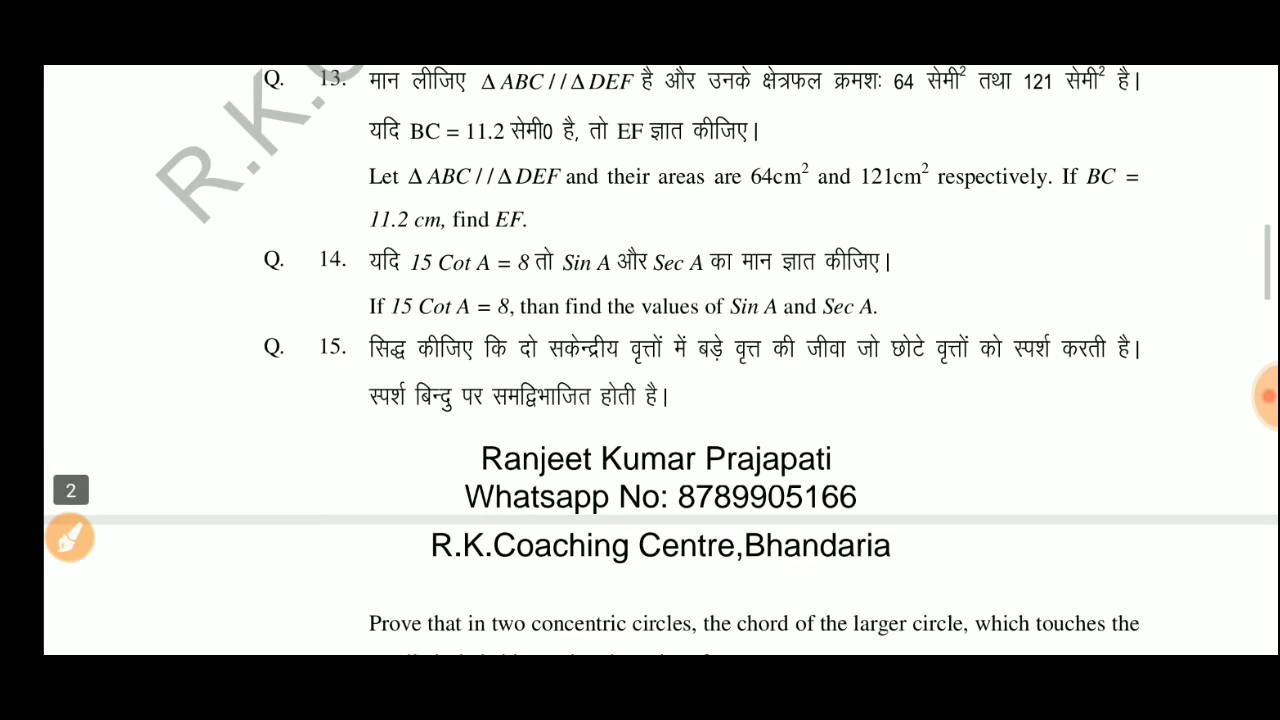 Q. 13. मान लीजिए Δ ABC // Δ DEF है और उनके क्षेत्रफल क्रमशः 64 सेमी² तथा 121 सेमी² है।
यदि BC = 11.2 सेमी0 है, तो EF ज्ञात कीजिए।
Let Δ ABC // Δ DEF and their areas are 64cm² and 121cm² respectively. If BC =
11.2 cm, find EF.
Q. 14. यदि 15 Cot A = 8 तो Sin A और Sec A का मान ज्ञात कीजिए।
If 15 Cot A = 8, than find the values of Sin A and Sec A.
Q. 15. सिद्ध कीजिए कि दो सकेन्द्रीय वृत्तों में बड़े वृत्त की जीवा जो छोटे वृत्तों को स्पर्श करती है।
स्पर्श बिन्दु पर समद्विभाजित होती है।
Ranjeet Kumar Prajapati
2
Whatsapp No: 8789905166
R.K.Coaching Centre,Bhandaria
Prove that in two concentric circles, the chord of the larger circle, which touches the
R.K.